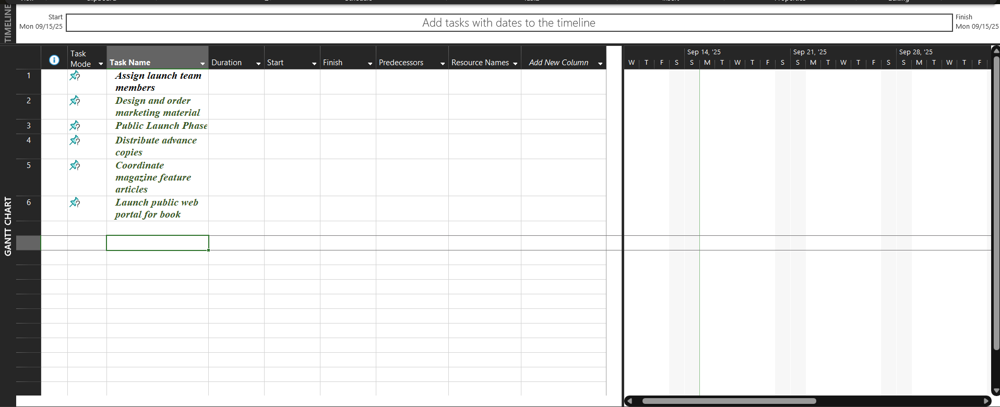 TIMELINE
Start
Mon 09/15/25
Add tasks with dates to the timeline
Finish
Mon 09/15/25
GANTT CHART
Task Mode
Task Name
Duration
Start
Finish
Predecessors
Resource Names
Add New Column
1
Assign launch team
members
2
Design and order
marketing material
3
Public Launch Phase
4
Distribute advance
copies
5
Coordinate
magazine feature
articles
6
Launch public web
portal for book
Sep 14, '25
Sep 21, '25
Sep 28, '25
W T F S S M T W T F S S M T W T F S S M T W T F